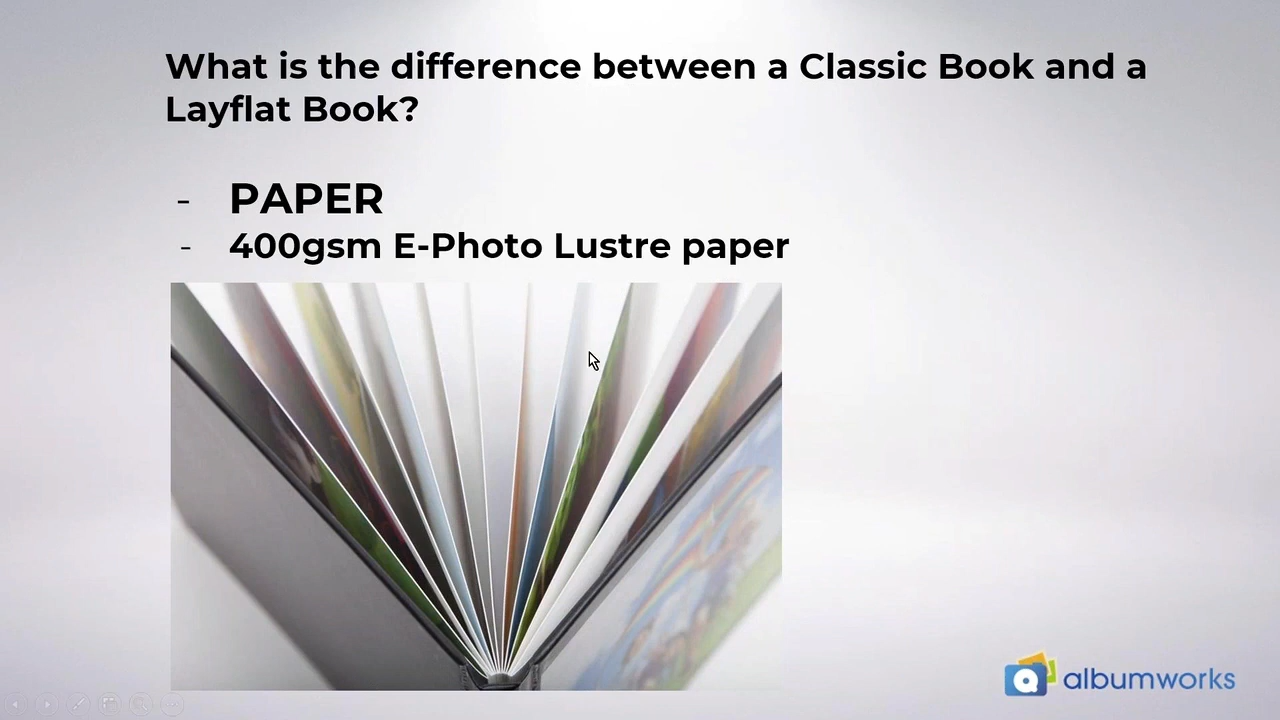 What is the difference between a Classic Book and a
Layflat Book?
- PAPER
- 400gsm E-Photo Lustre paper
albumworks